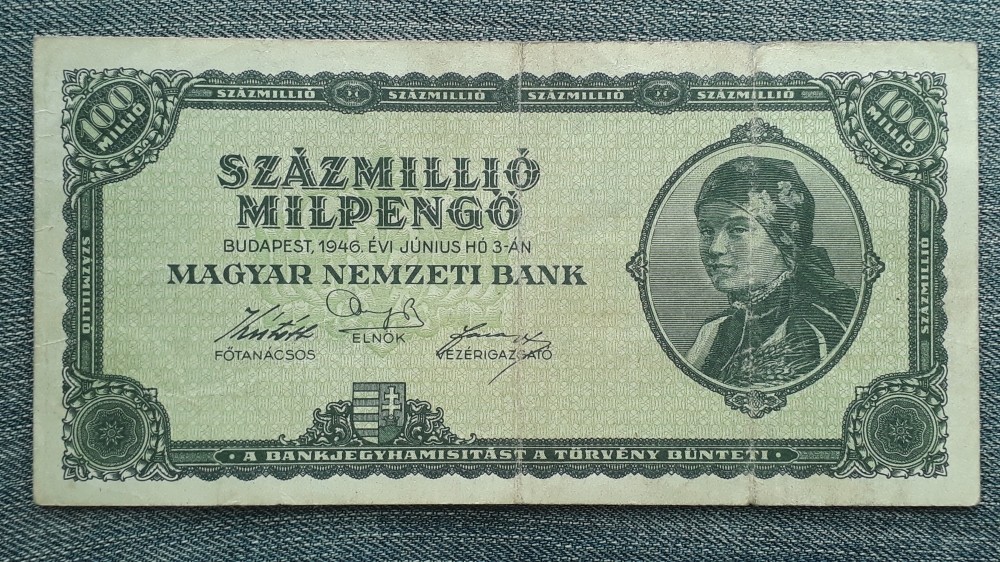 SZÁZMILLIÓ SZÁZMILLIÓ SZÁZMILLIÓ SZÁZMILLIÓ
100
MILLIÓ
100
MILLIÓ
SZÁZMILLIÓ
MILPENGŐ
BUDAPEST, 1946. ÉVI JÚNIUS HÓ 3-ÁN
MAGYAR NEMZETI BANK
FŐTANÁCSOS
ELNÖK
VEZÉRIGAZGATÓ
SZÁZMILLIÓ
SZÁZMILLIÓ
· A BANKJEGYHAMISITÁST A TÖRVÉNY BÜNTETI ·